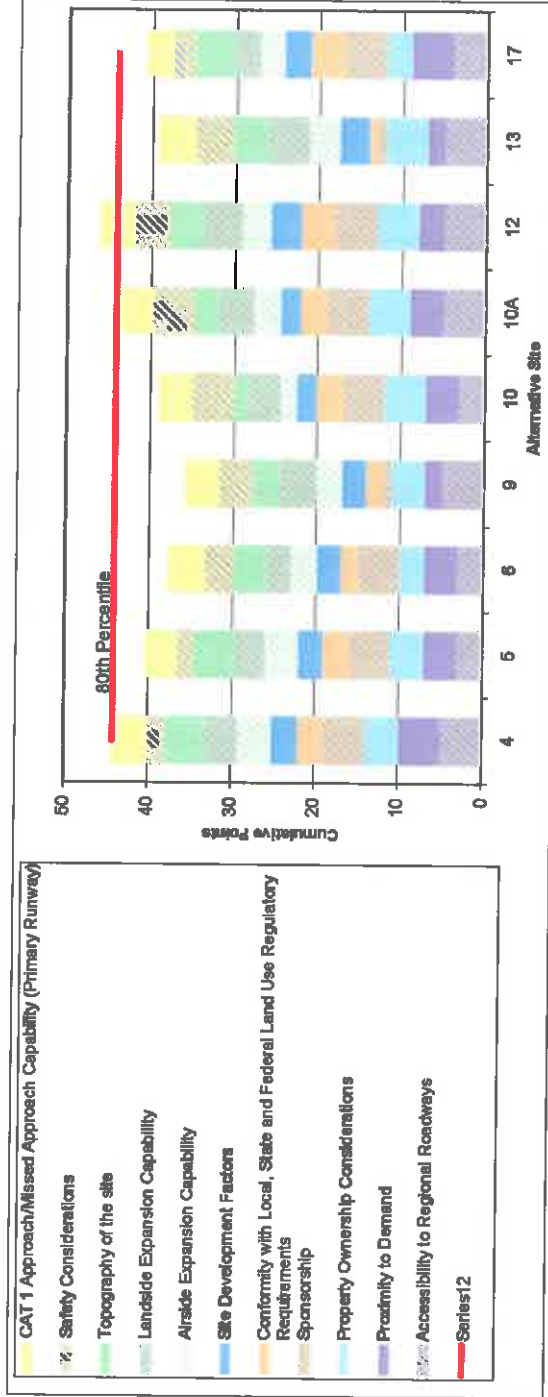 CAT 1 Approach/Missed Approach Capability (Primary Runway)
Safety Considerations
Topography of the site
Landside Expansion Capability
Airside Expansion Capability
Site Development Factors
Conformity with Local, State and Federal Land Use Regulatory
Requirements
Sponsorship
Property Ownership Considerations
Proximity to Demand
Accessibility to Regional Roadways
Series12
80th Percentile
Cumulative Points
50
40
30
20
10
0
4
5
8
9
10
10A
12
13
17
Alternative Site